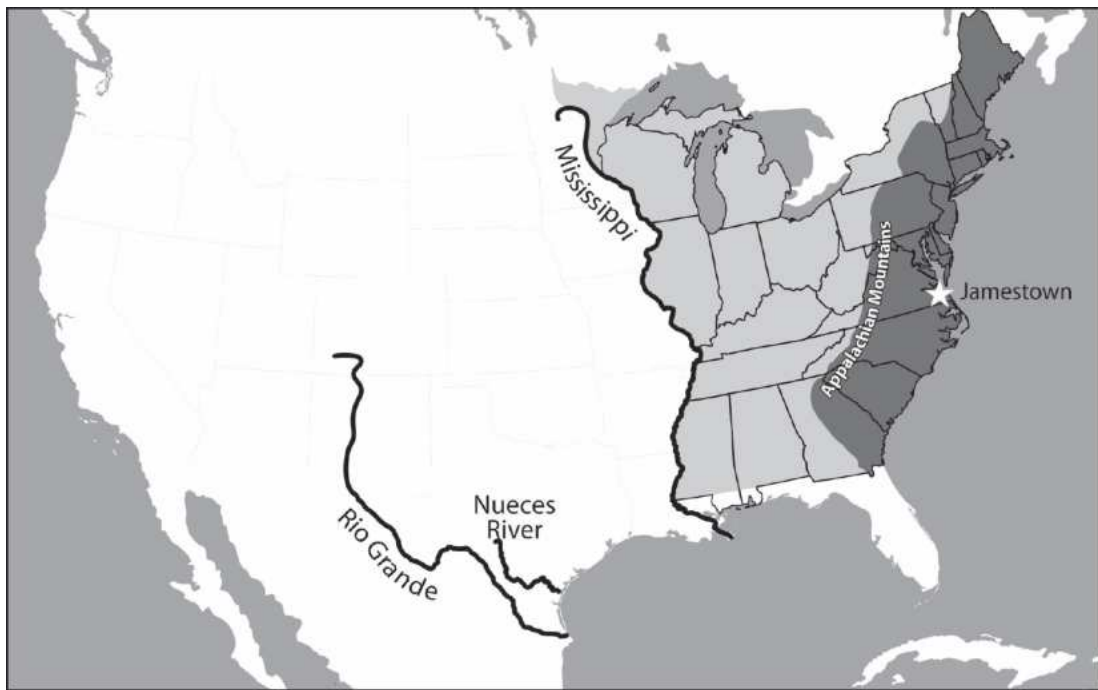 Mississippi
Appalachian Mountains
Jamestown
Nueces
River
Rio Grande